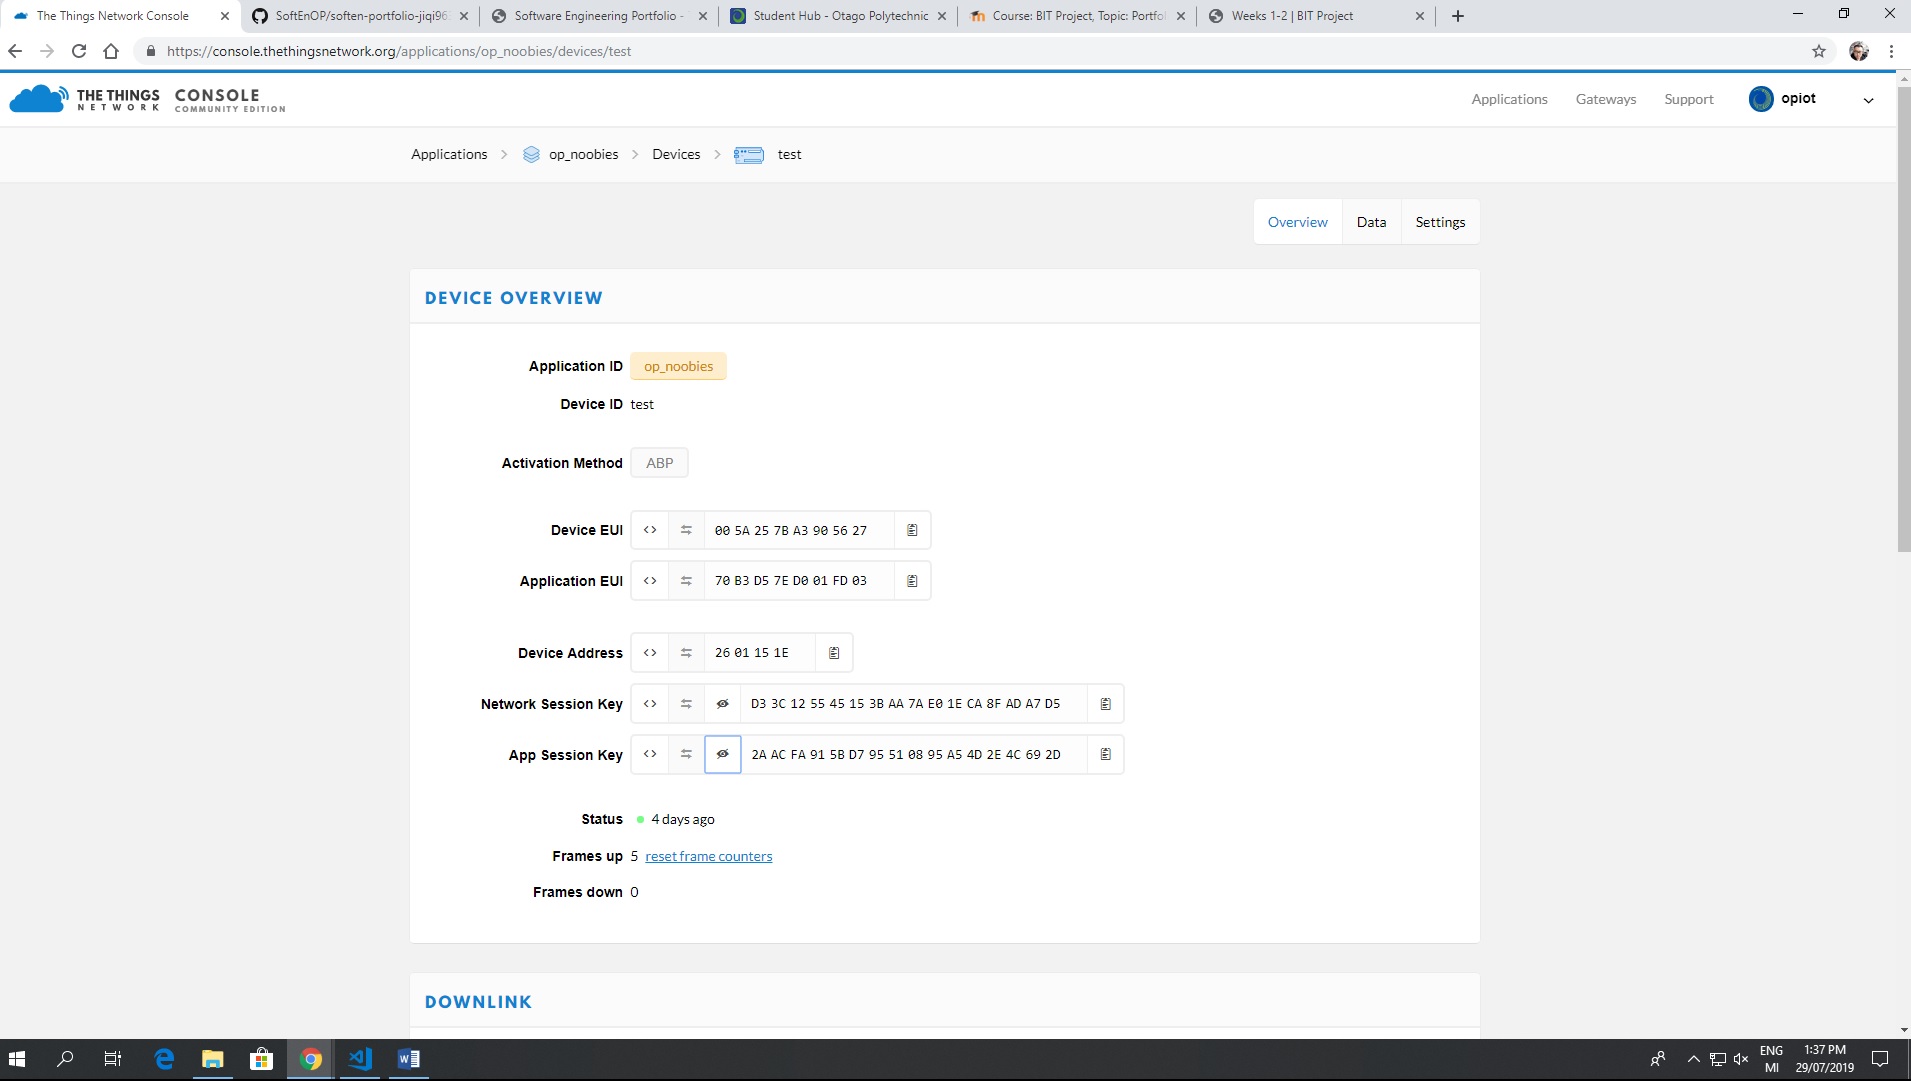 The Things Network Console
SoftEnOP/soften-portfolio-jiqi96
Software Engineering Portfolio -
Student Hub - Otago Polytechnic
Course: BIT Project, Topic: Portfol
Weeks 1-2 | BIT Project
https://console.thethingsnetwork.org/applications/op_noobies/devices/test
THE THINGS NETWORK
CONSOLE
COMMUNITY EDITION
Applications
Gateways
Support
opiot
Applications > op_noobies > Devices > test
Overview
Data
Settings
DEVICE OVERVIEW
Application ID op_noobies
Device ID test
Activation Method ABP
Device EUI <> 00 5A 25 7B A3 90 56 27
Application EUI <> 70 B3 D5 7E D0 01 FD 03
Device Address <> 26 01 15 1E
Network Session Key <> D3 3C 12 55 45 15 3B AA 7A E0 1E CA 8F AD A7 D5
App Session Key <> 2A AC FA 91 5B D7 95 51 08 95 A5 4D 2E 4C 69 2D
Status 4 days ago
Frames up 5 reset frame counters
Frames down 0
DOWNLINK
ENG
MI
1:37 PM
29/07/2019